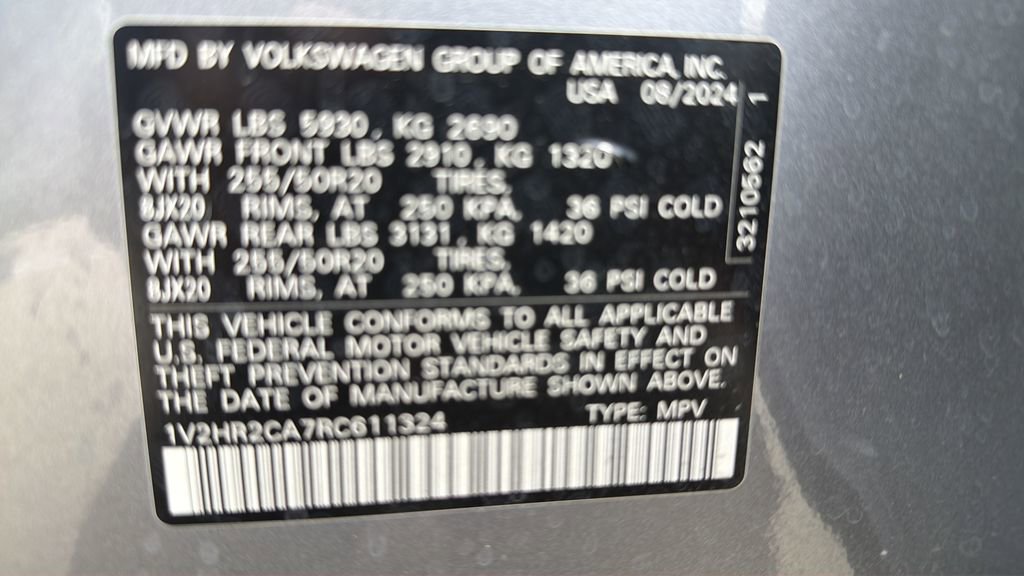 MFD BY VOLKSWAGEN GROUP OF AMERICA, INC.
USA 08/2024
GVWR LBS 5930, KG 2690
GAWR FRONT LBS 2910, KG 1320
WITH 255/50R20 TIRES,
8JX20 RIMS, AT 250 KPA, 36 PSI COLD
GAWR REAR LBS 3131, KG 1420
WITH 255/50R20 TIRES,
8JX20 RIMS, AT 250 KPA, 36 PSI COLD
THIS VEHICLE CONFORMS TO ALL APPLICABLE
U.S. FEDERAL MOTOR VEHICLE SAFETY AND
THEFT PREVENTION STANDARDS IN EFFECT ON
THE DATE OF MANUFACTURE SHOWN ABOVE.
TYPE: MPV
1V2HR2CA7RC611324
3210562 1